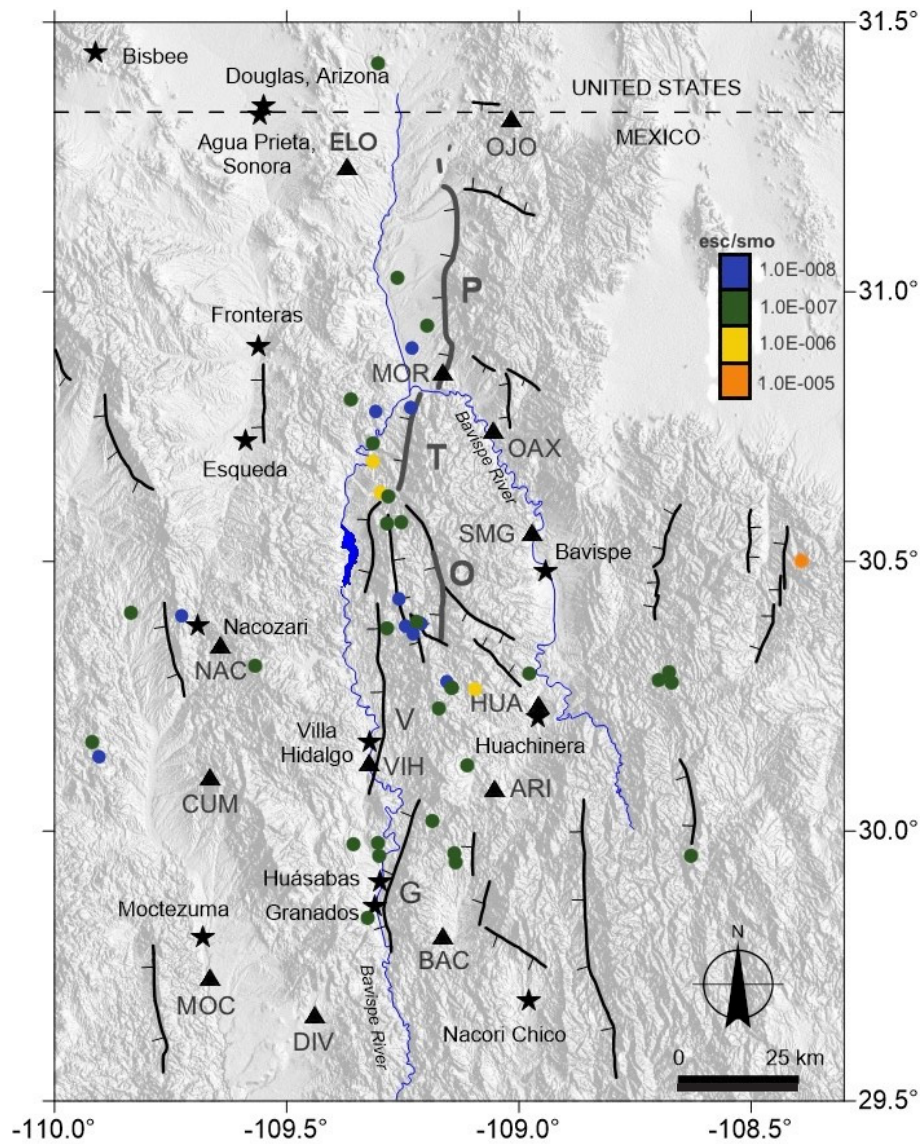 31.5°
Bisbee
Douglas, Arizona
UNITED STATES
Agua Prieta,
Sonora
ELO
OJO
MEXICO
esc/smo
1.0E-008
1.0E-007
1.0E-006
1.0E-005
P
31.0°
Fronteras
MOR
Bavispe River
OAX
T
Esqueda
SMG
Bavispe
30.5°
O
Nacozari
NAC
HUA
Huachinera
V
Villa
Hidalgo
VIH
CUM
ARI
30.0°
Huásabas
G
Granados
Moctezuma
BAC
N
MOC
Bavispe River
DIV
Nacori Chico
0 25 km
29.5°
-110.0° -109.5° -109.0° -108.5°